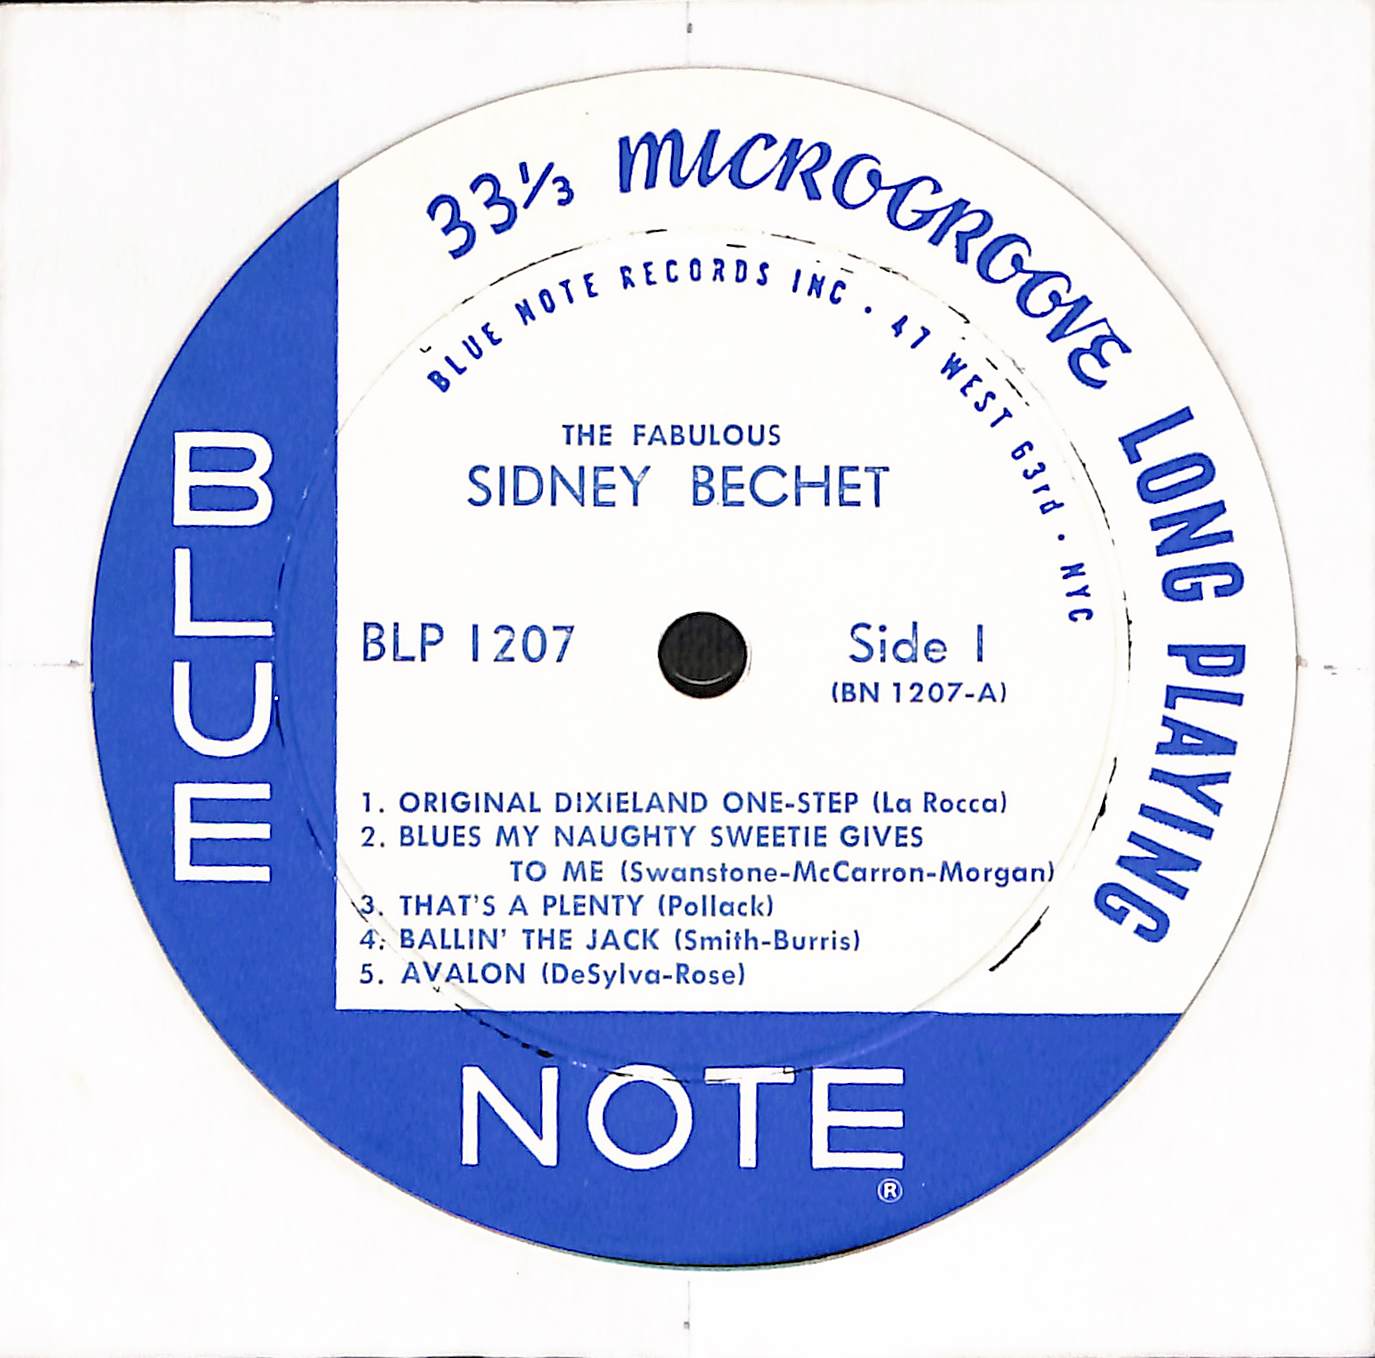 33⅓ MICROGROOVE LONG PLAYING
BLUE NOTE RECORDS INC · 47 WEST 63rd · NYC
THE FABULOUS
SIDNEY BECHET
BLP 1207
Side 1
(BN 1207-A)
1. ORIGINAL DIXIELAND ONE-STEP (La Rocca)
2. BLUES MY NAUGHTY SWEETIE GIVES
TO ME (Swanstone-McCarron-Morgan)
3. THAT'S A PLENTY (Pollack)
4. BALLIN' THE JACK (Smith-Burris)
5. AVALON (DeSylva-Rose)
BLUE
NOTE
®